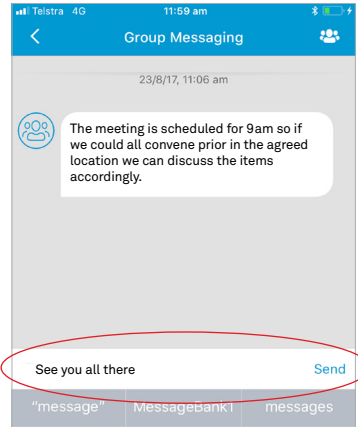 Telstra 4G 11:59 am
Group Messaging
23/8/17, 11:06 am
The meeting is scheduled for 9am so if
we could all convene prior in the agreed
location we can discuss the items
accordingly.
See you all there Send
"message" MessageBank1 messages